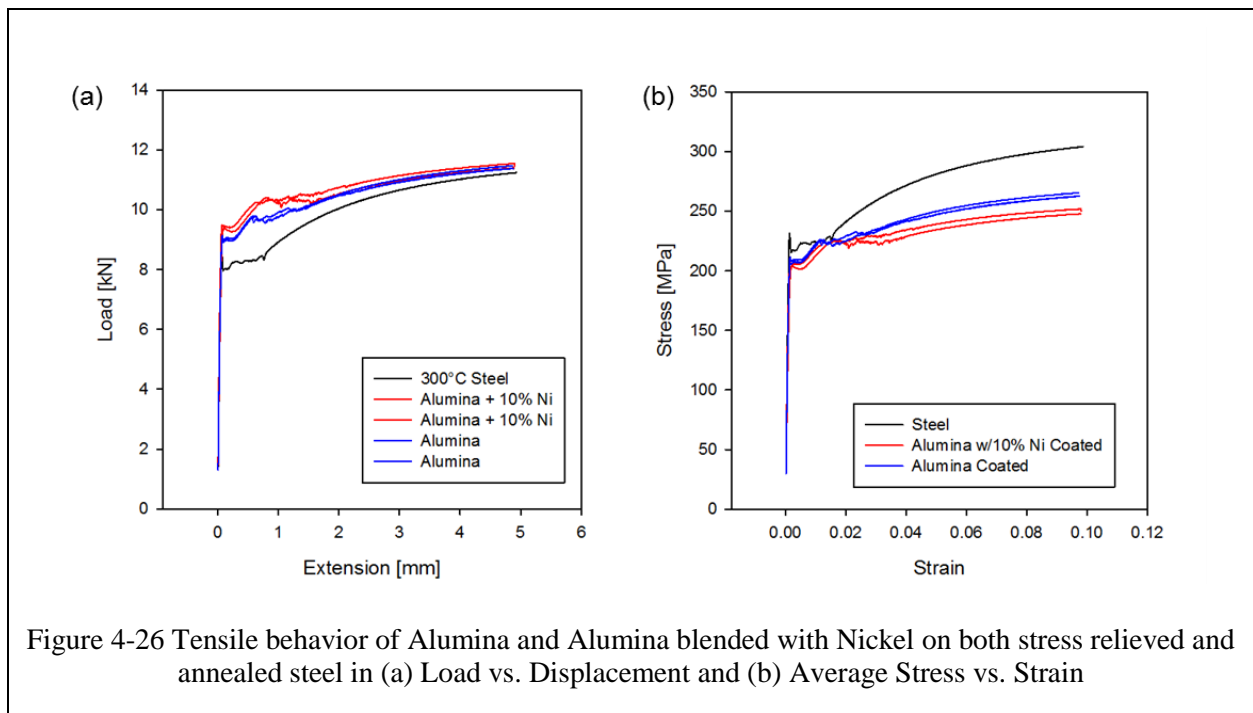 (a)
14
12
10
8
6
4
2
0
Load [kN]
0 1 2 3 4 5 6
Extension [mm]
300°C Steel
Alumina + 10% Ni
Alumina + 10% Ni
Alumina
Alumina
(b)
350
300
250
200
150
100
50
0
Stress [MPa]
0.00 0.02 0.04 0.06 0.08 0.10 0.12
Strain
Steel
Alumina w/10% Ni Coated
Alumina Coated
Figure 4-26 Tensile behavior of Alumina and Alumina blended with Nickel on both stress relieved and
annealed steel in (a) Load vs. Displacement and (b) Average Stress vs. Strain